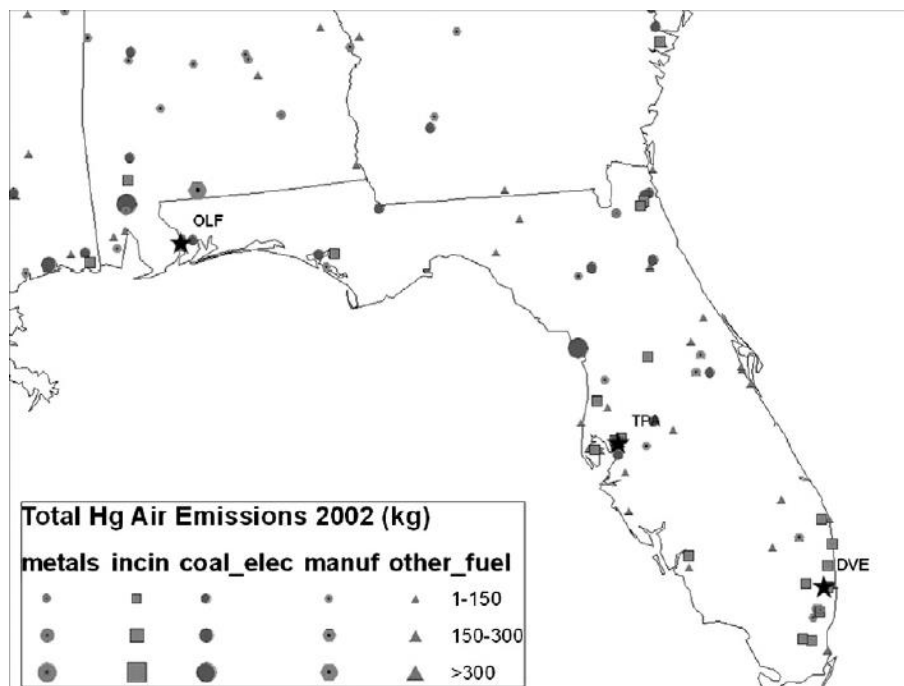 OLF
TPA
DVE
Total Hg Air Emissions 2002 (kg)
metals incin coal_elec manuf other_fuel
1-150
150-300
>300